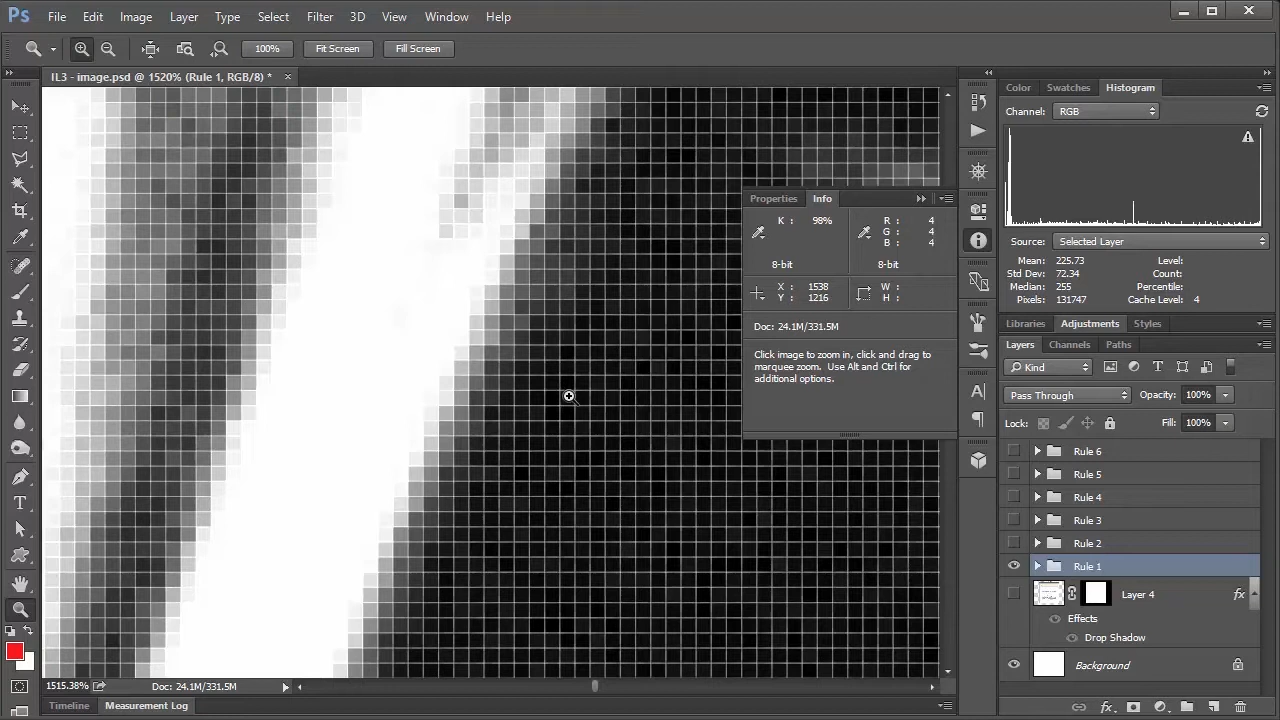 Ps File Edit Image Layer Type Select Filter 3D View Window Help
100% Fit Screen Fill Screen
IL3 - image.psd @ 1520% (Rule 1, RGB/8) *
Color Swatches Histogram
Channel: RGB
Source: Selected Layer
Mean: 225.73 Level:
Std Dev: 72.34 Count:
Median: 255 Percentile:
Pixels: 131747 Cache Level: 4
Properties Info
K : 98% R : 4
G : 4
B : 4
8-bit 8-bit
X : 1538 W :
Y : 1216 H :
Doc: 24.1M/331.5M
Click image to zoom in, click and drag to
marquee zoom. Use Alt and Ctrl for
additional options.
Libraries Adjustments Styles
Layers Channels Paths
Kind
Pass Through Opacity: 100%
Lock: Fill: 100%
Rule 6
Rule 5
Rule 4
Rule 3
Rule 2
Rule 1
Layer 4 fx
Effects
Drop Shadow
Background
1515.38% Doc: 24.1M/331.5M
Timeline Measurement Log